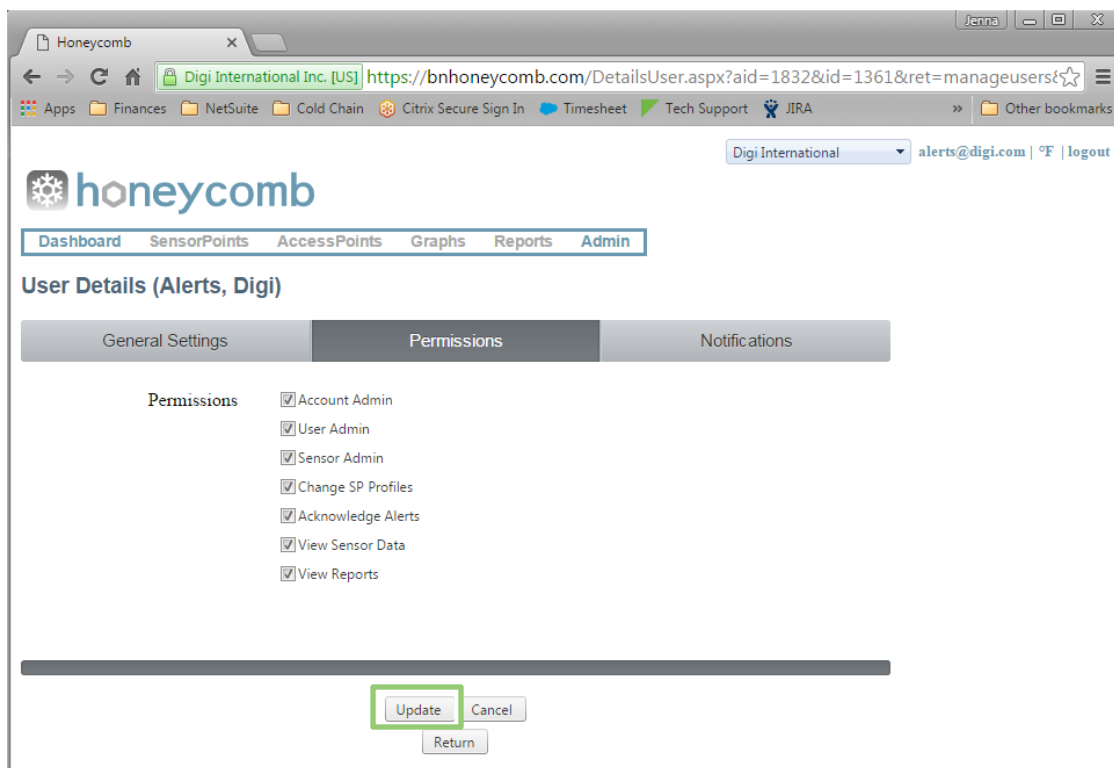 Jenna
Honeycomb
Digi International Inc. [US] https://bnhoneycomb.com/DetailsUser.aspx?aid=1832&id=1361&ret=manageusers&
Apps Finances NetSuite Cold Chain Citrix Secure Sign In Timesheet Tech Support JIRA » Other bookmarks
Digi International alerts@digi.com | °F | logout
honeycomb
Dashboard SensorPoints AccessPoints Graphs Reports Admin
User Details (Alerts, Digi)
General Settings Permissions Notifications
Permissions Account Admin
User Admin
Sensor Admin
Change SP Profiles
Acknowledge Alerts
View Sensor Data
View Reports
Update Cancel
Return